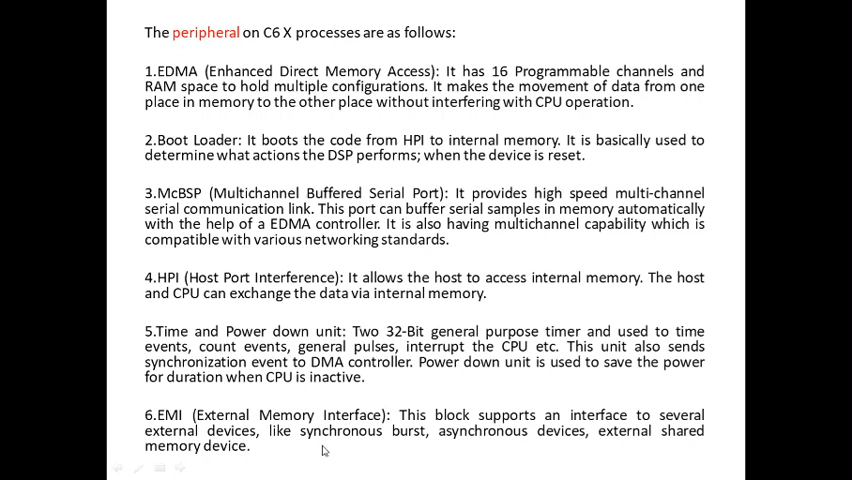 The peripheral on C6 X processes are as follows:
1.EDMA (Enhanced Direct Memory Access): It has 16 Programmable channels and
RAM space to hold multiple configurations. It makes the movement of data from one
place in memory to the other place without interfering with CPU operation.
2.Boot Loader: It boots the code from HPI to internal memory. It is basically used to
determine what actions the DSP performs; when the device is reset.
3.McBSP (Multichannel Buffered Serial Port): It provides high speed multi-channel
serial communication link. This port can buffer serial samples in memory automatically
with the help of a EDMA controller. It is also having multichannel capability which is
compatible with various networking standards.
4.HPI (Host Port Interference): It allows the host to access internal memory. The host
and CPU can exchange the data via internal memory.
5.Time and Power down unit: Two 32-Bit general purpose timer and used to time
events, count events, general pulses, interrupt the CPU etc. This unit also sends
synchronization event to DMA controller. Power down unit is used to save the power
for duration when CPU is inactive.
6.EMI (External Memory Interface): This block supports an interface to several
external devices, like synchronous burst, asynchronous devices, external shared
memory device.